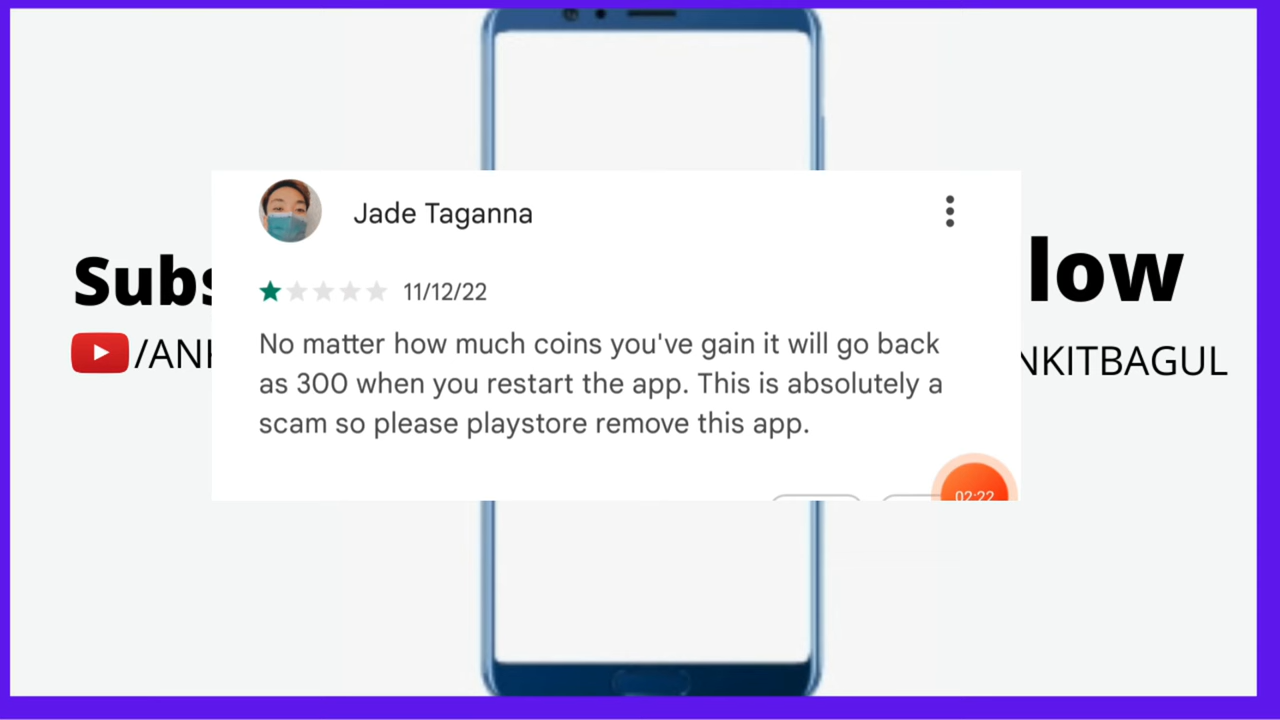 Jade Taganna
11/12/22
No matter how much coins you've gain it will go back
as 300 when you restart the app. This is absolutely a
scam so please playstore remove this app.
Subs
/ANK
low
NKITBAGUL
02:22